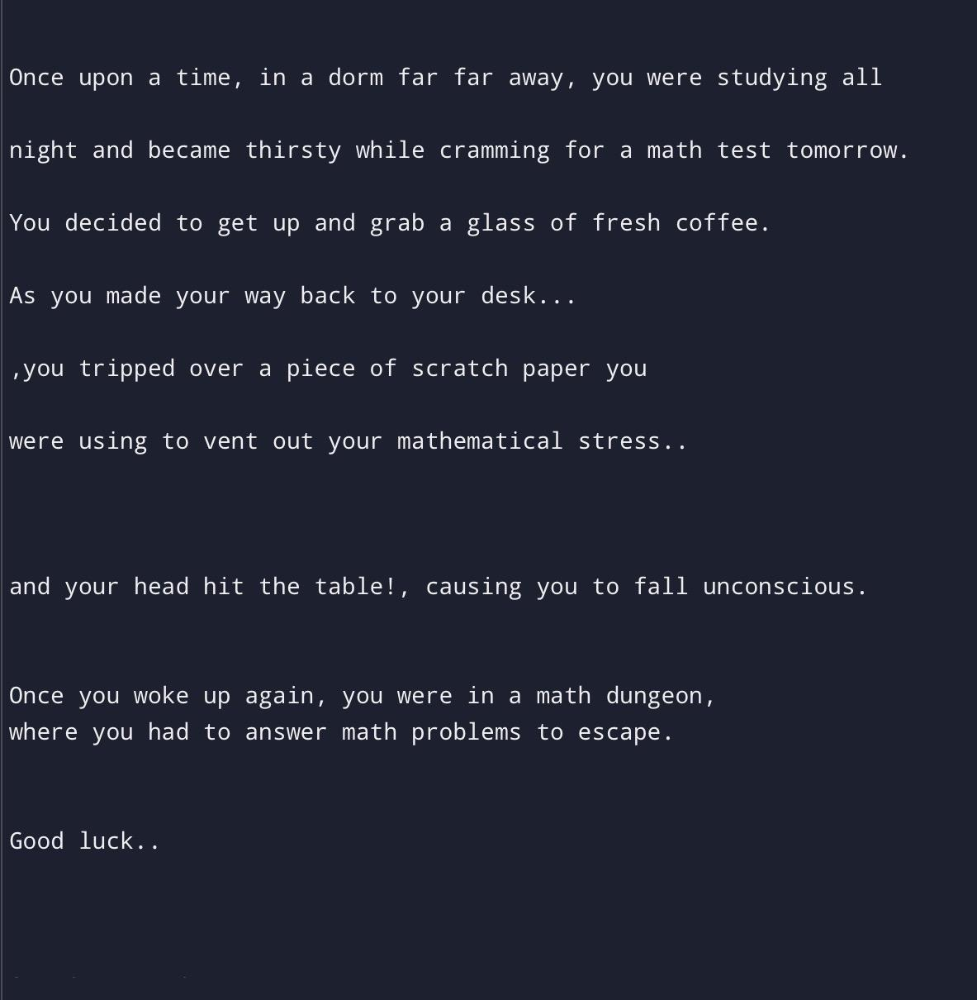 Once upon a time, in a dorm far far away, you were studying all
night and became thirsty while cramming for a math test tomorrow.
You decided to get up and grab a glass of fresh coffee.
As you made your way back to your desk...
,you tripped over a piece of scratch paper you
were using to vent out your mathematical stress..
and your head hit the table!, causing you to fall unconscious.
Once you woke up again, you were in a math dungeon,
where you had to answer math problems to escape.
Good luck..